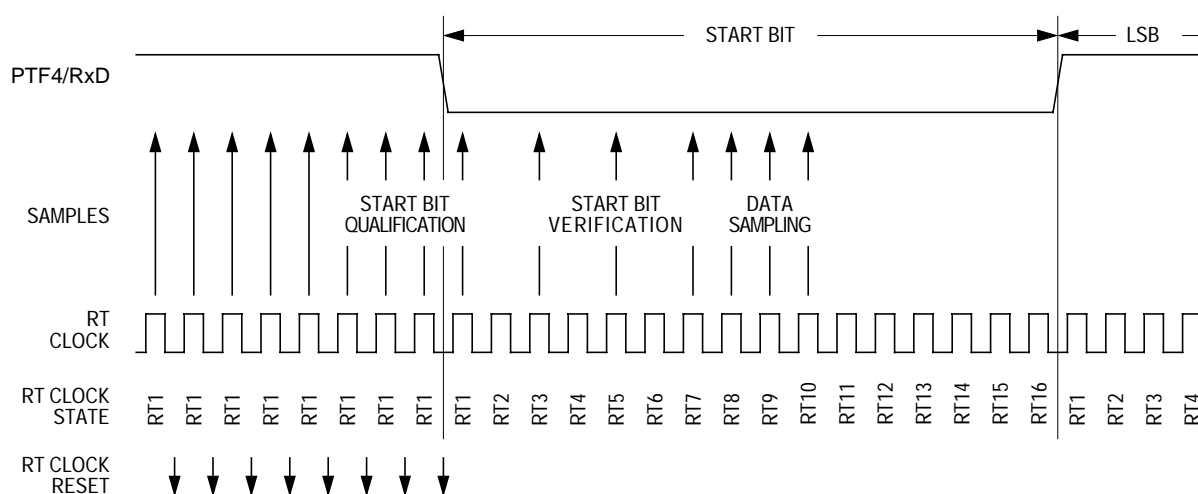 START BIT
LSB
PTF4/RxD
SAMPLES
START BIT
QUALIFICATION
START BIT
VERIFICATION
DATA
SAMPLING
RT
CLOCK
RT CLOCK
STATE
RT1 RT1 RT1 RT1 RT1 RT1 RT1 RT1 RT1 RT2 RT3 RT4 RT5 RT6 RT7 RT8 RT9 RT10 RT11 RT12 RT13 RT14 RT15 RT16 RT1 RT2 RT3 RT4
RT CLOCK
RESET